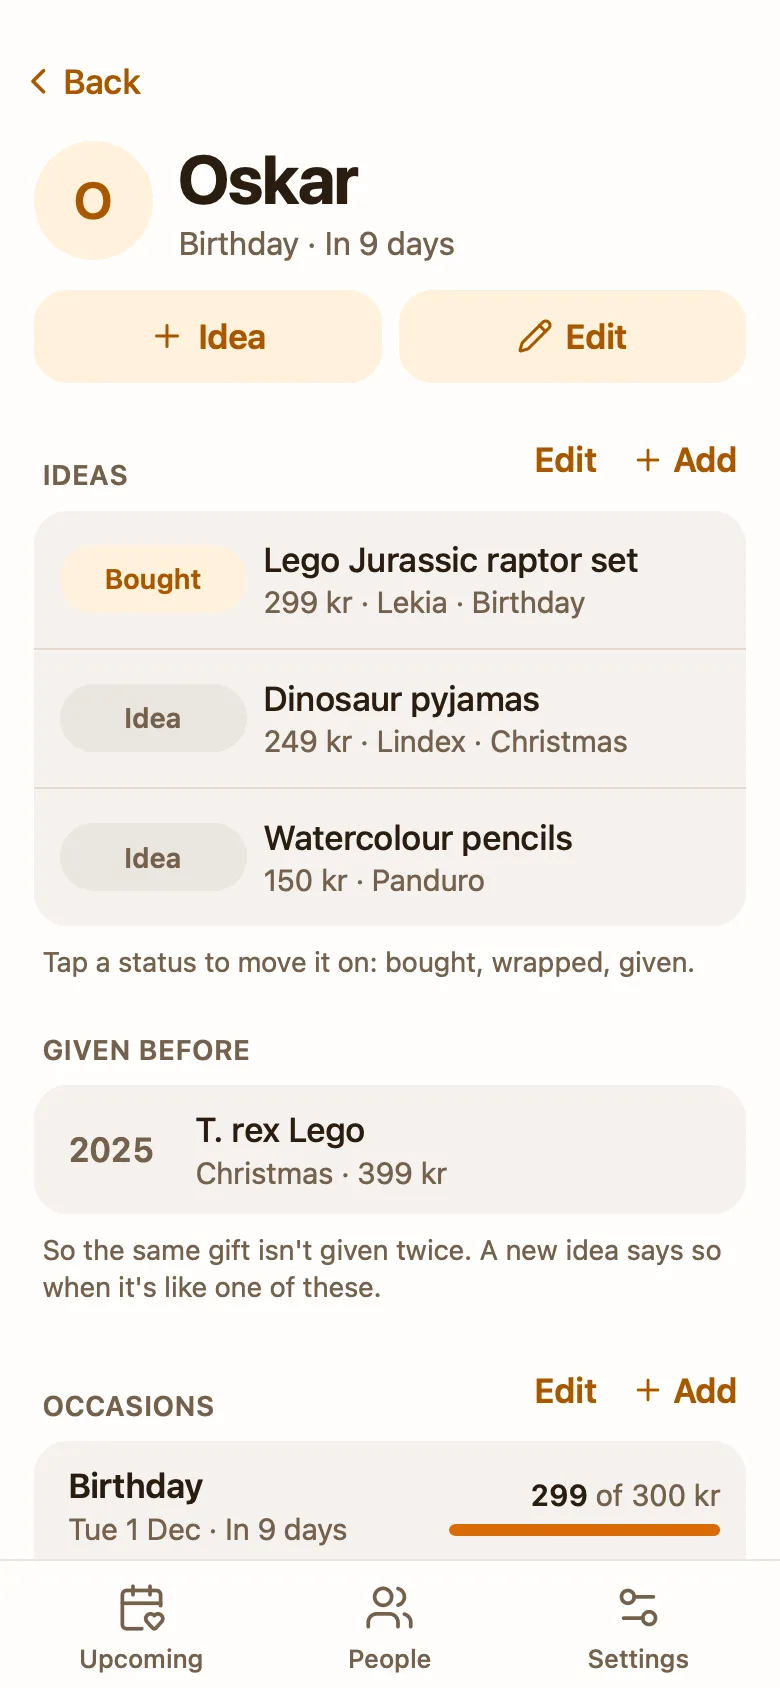 Back
O
Oskar
Birthday · In 9 days
+ Idea
Edit
IDEAS
Edit
+ Add
Bought
Lego Jurassic raptor set
299 kr · Lekia · Birthday
Idea
Dinosaur pyjamas
249 kr · Lindex · Christmas
Idea
Watercolour pencils
150 kr · Panduro
Tap a status to move it on: bought, wrapped, given.
GIVEN BEFORE
2025
T. rex Lego
Christmas · 399 kr
So the same gift isn't given twice. A new idea says so
when it's like one of these.
OCCASIONS
Edit
+ Add
Birthday
299 of 300 kr
Tue 1 Dec · In 9 days
Upcoming
People
Settings